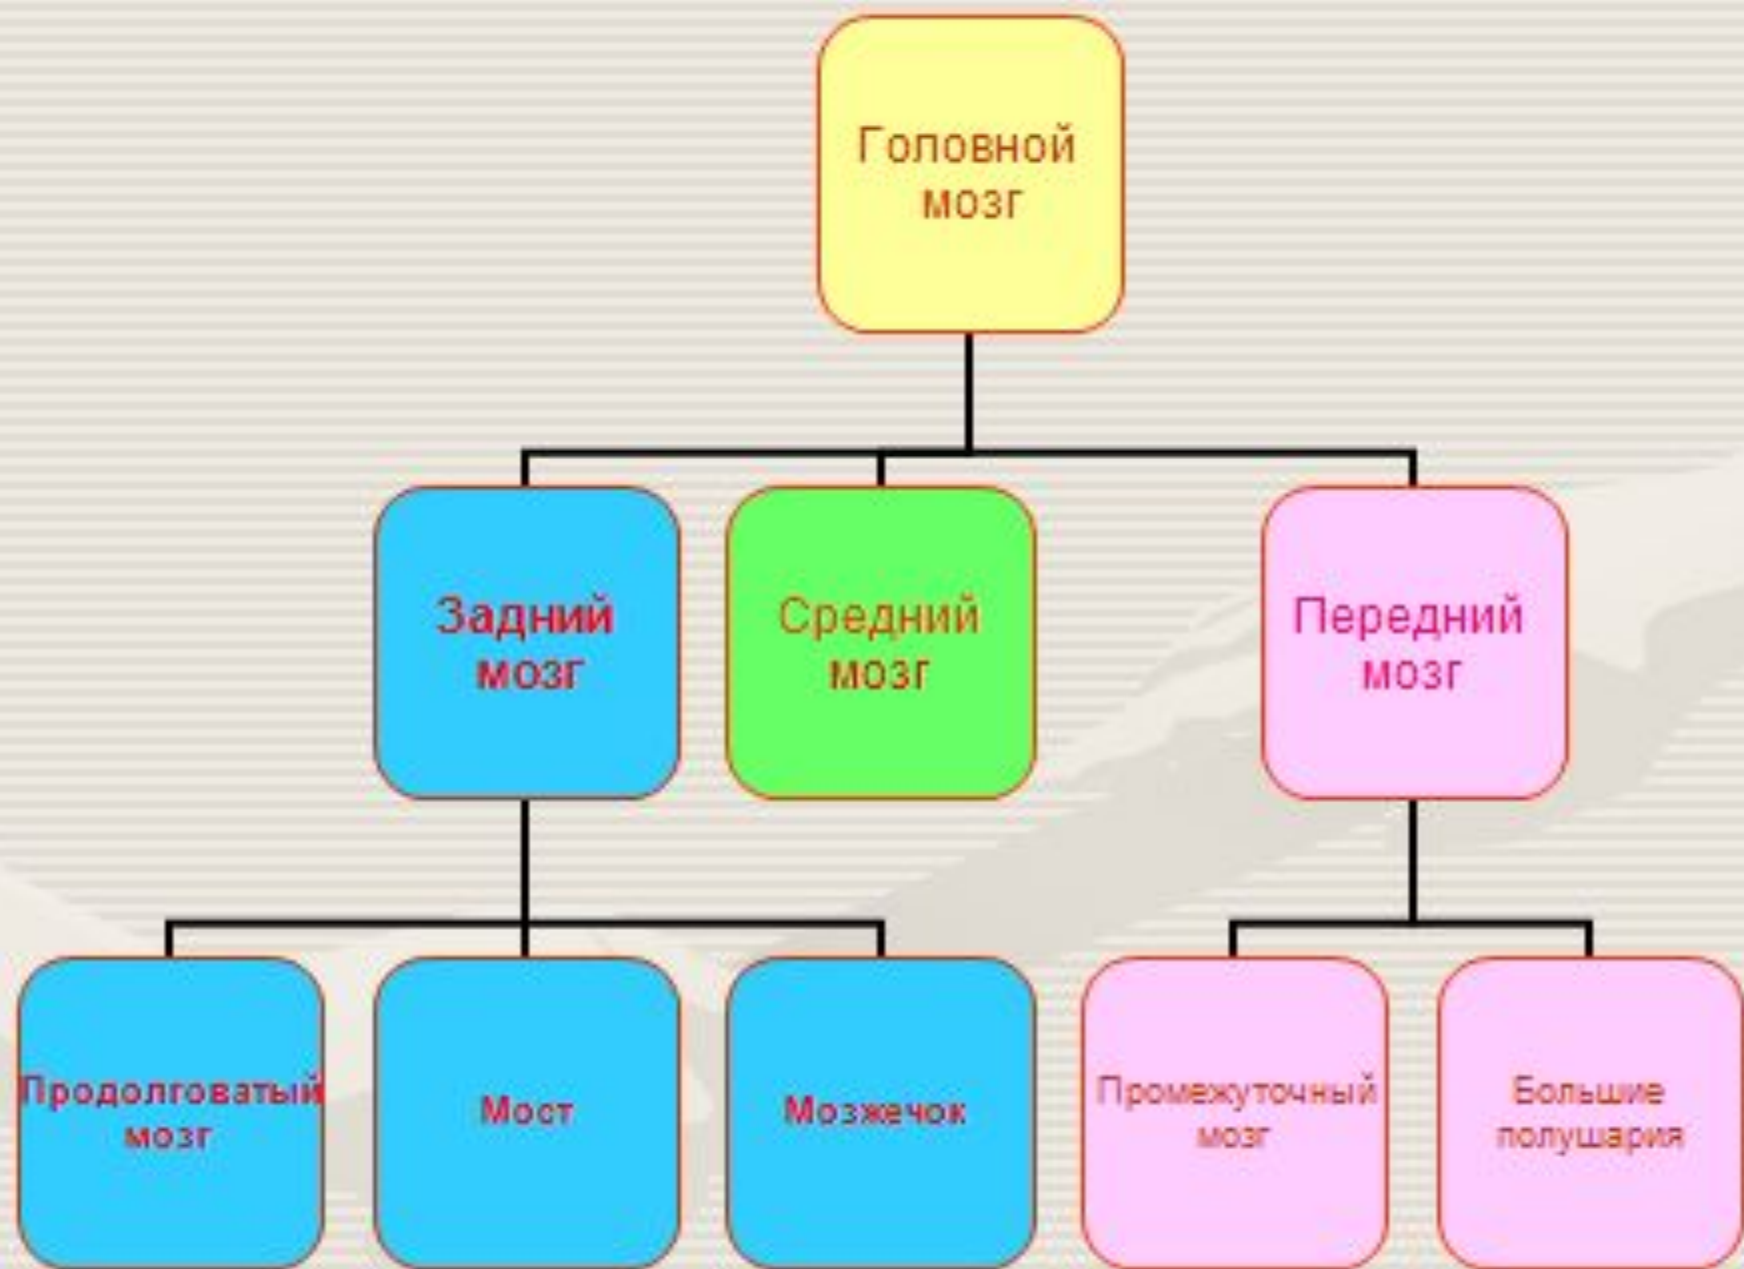 Головной
мозг
Задний
мозг
Средний
мозг
Передний
мозг
Продолговатый
мозг
Мост
Мозжечок
Промежуточный
мозг
Большие
полушария